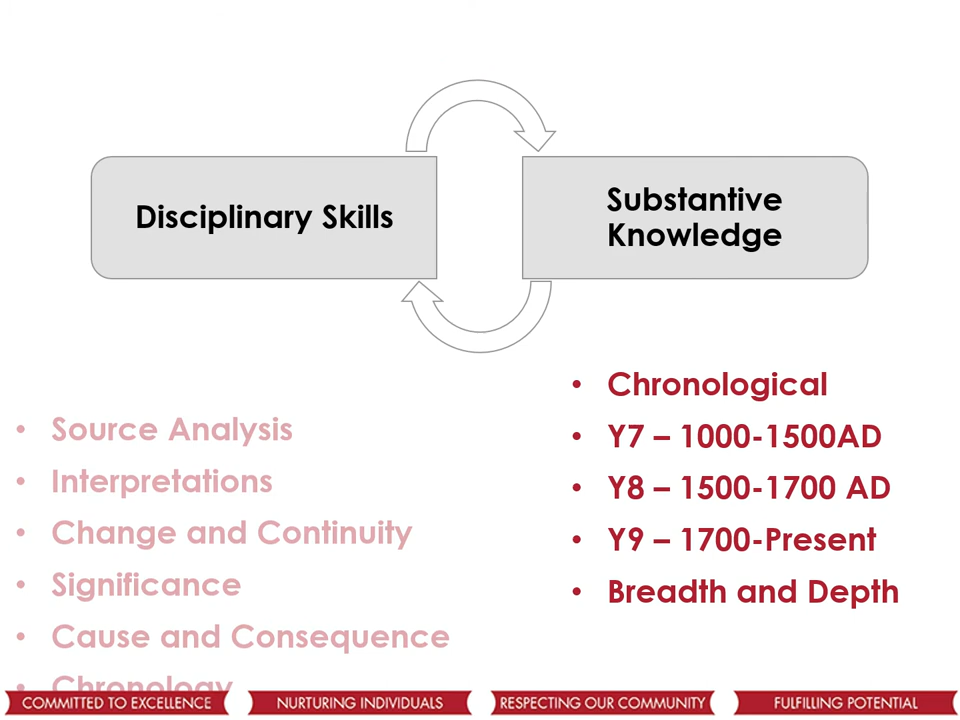 Disciplinary Skills
Substantive
Knowledge
• Source Analysis
• Interpretations
• Change and Continuity
• Significance
• Cause and Consequence
• Chronology
• Chronological
• Y7 – 1000-1500AD
• Y8 – 1500-1700 AD
• Y9 – 1700-Present
• Breadth and Depth
COMMITTED TO EXCELLENCE
NURTURING INDIVIDUALS
RESPECTING OUR COMMUNITY
FULFILLING POTENTIAL